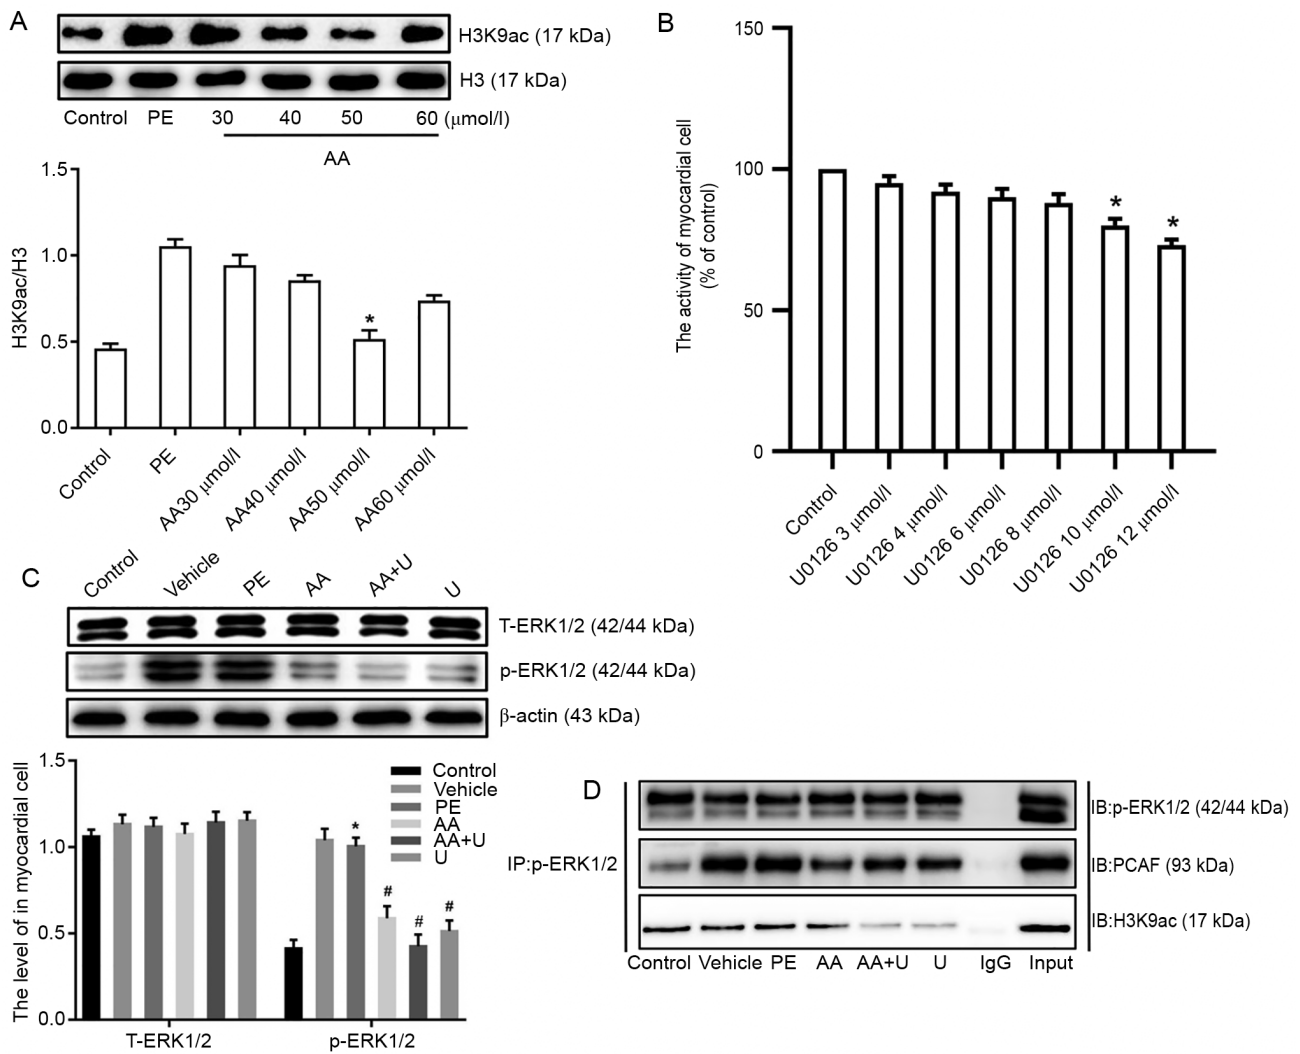 A
H3K9ac (17 kDa)
H3 (17 kDa)
Control PE 30 40 50 60 (μmol/l)
AA
1.5
1.0
0.5
0.0
H3K9ac/H3
*
Control
PE
AA30 μmol/l
AA40 μmol/l
AA50 μmol/l
AA60 μmol/l
B
150
100
50
0
The activity of myocardial cell
(% of control)
*
*
Control
U0126 3 μmol/l
U0126 4 μmol/l
U0126 6 μmol/l
U0126 8 μmol/l
U0126 10 μmol/l
U0126 12 μmol/l
C
Control Vehicle PE AA AA+U U
T-ERK1/2 (42/44 kDa)
p-ERK1/2 (42/44 kDa)
β-actin (43 kDa)
1.5
1.0
0.5
0.0
The level of in myocardial cell
Control
Vehicle
PE
AA
AA+U
U
*
#
#
#
T-ERK1/2 p-ERK1/2
D
IP:p-ERK1/2
IB:p-ERK1/2 (42/44 kDa)
IB:PCAF (93 kDa)
IB:H3K9ac (17 kDa)
Control Vehicle PE AA AA+U U IgG Input